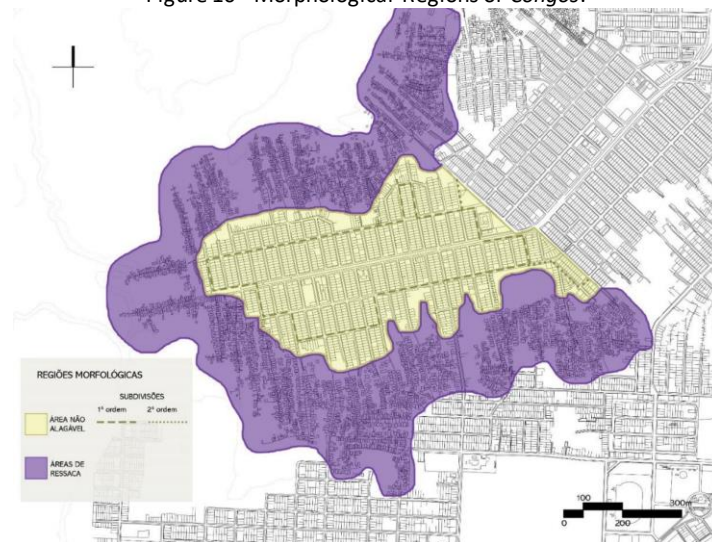 Figure 10 - Morphological Regions of Congós.
REGIÕES MORFOLÓGICAS
SUBDIVISÕES
1ª ordem 2ª ordem
ÁREA NÃO
ALAGÁVEL
ÁREAS DE
RESSACA
100 300m
0 200